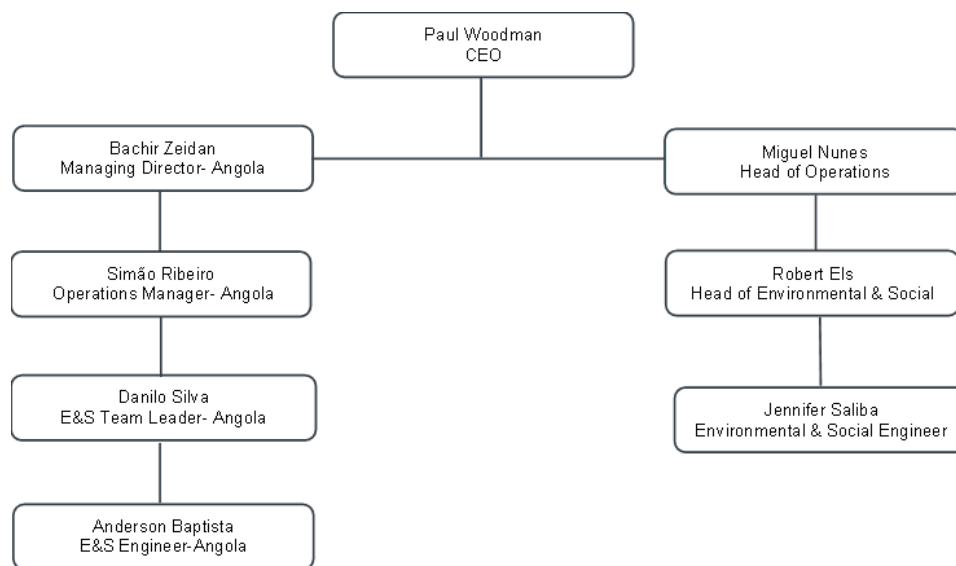 Paul Woodman
CEO
Bachir Zeidan
Managing Director- Angola
Miguel Nunes
Head of Operations
Simão Ribeiro
Operations Manager- Angola
Robert Els
Head of Environmental & Social
Danilo Silva
E&S Team Leader- Angola
Jennifer Saliba
Environmental & Social Engineer
Anderson Baptista
E&S Engineer-Angola